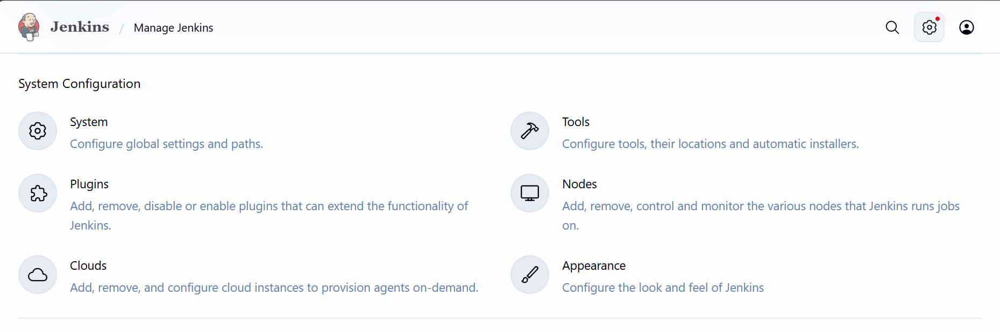 Jenkins / Manage Jenkins
System Configuration
System
Configure global settings and paths.
Tools
Configure tools, their locations and automatic installers.
Plugins
Add, remove, disable or enable plugins that can extend the functionality of
Jenkins.
Nodes
Add, remove, control and monitor the various nodes that Jenkins runs jobs
on.
Clouds
Add, remove, and configure cloud instances to provision agents on-demand.
Appearance
Configure the look and feel of Jenkins